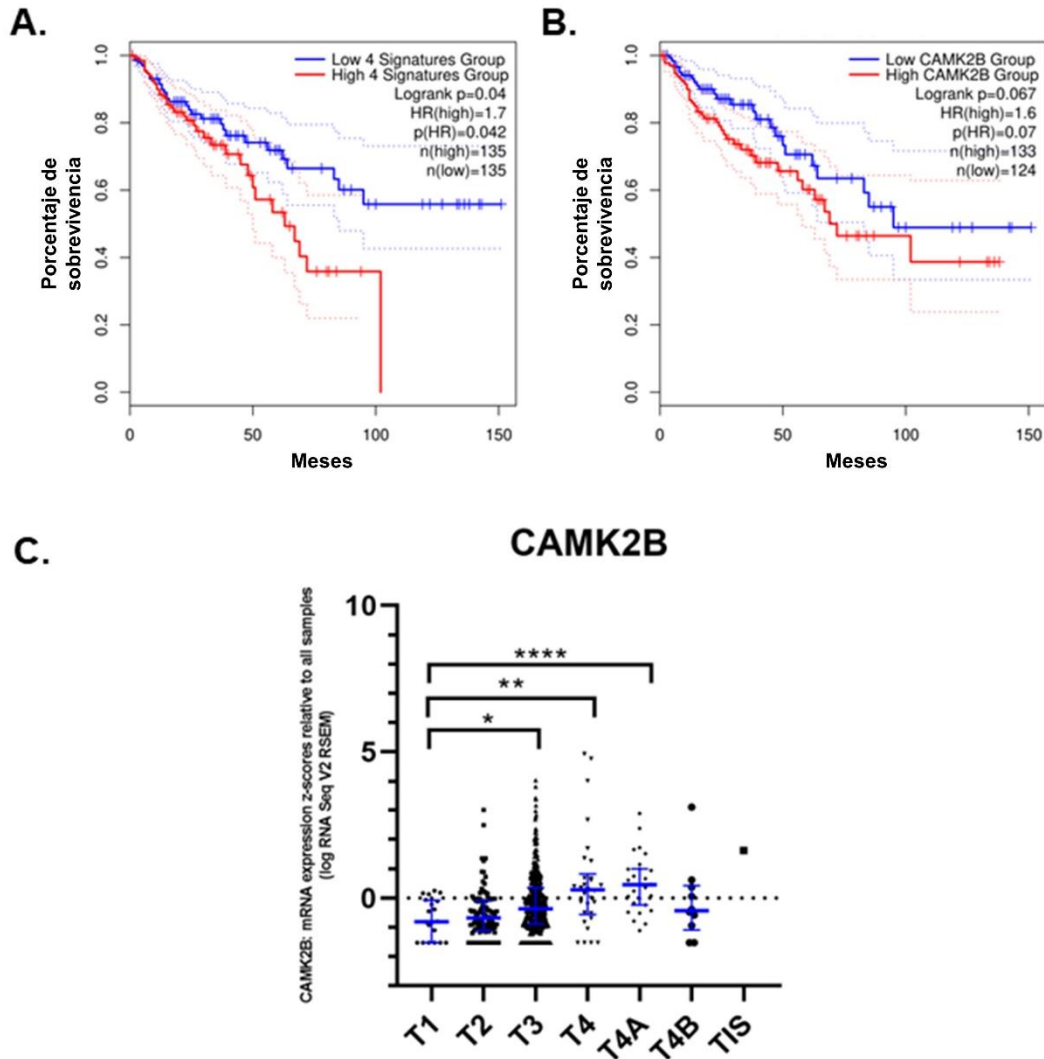 A.
Low 4 Signatures Group
High 4 Signatures Group
Logrank p=0.04
HR(high)=1.7
p(HR)=0.042
n(high)=135
n(low)=135
Porcentaje de
sobrevivencia
1.0
0.8
0.6
0.4
0.2
0.0
0
50
100
150
Meses
B.
Low CAMK2B Group
High CAMK2B Group
Logrank p=0.067
HR(high)=1.6
p(HR)=0.07
n(high)=133
n(low)=124
Porcentaje de
sobrevivencia
1.0
0.8
0.6
0.4
0.2
0.0
0
50
100
150
Meses
C.
CAMK2B
CAMK2B: mRNA expression z-scores relative to all samples
(log RNA Seq V2 RSEM)
10
5
0
****
**
*
T1
T2
T3
T4
T4A
T4B
TIS